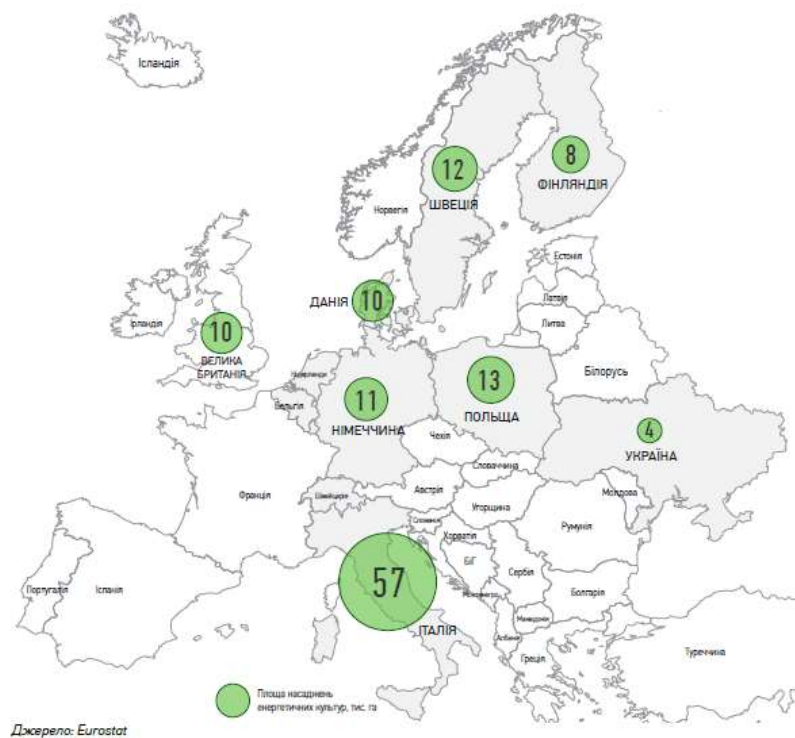 Ісландія
8
ФІНЛЯНДІЯ
12
ШВЕЦІЯ
Норвегія
Естонія
Латвія
Литва
ДАНІЯ
10
Ірландія
10
ВЕЛИКА
БРИТАНІЯ
Білорусь
Нідерланди
Бельгія
11
НІМЕЧЧИНА
13
ПОЛЬЩА
4
УКРАЇНА
Чехія
Словаччина
Молдова
Франція
Швейцарія
Австрія
Угорщина
Румунія
Словенія
Хорватія
БіГ
Сербія
Болгарія
57
ІТАЛІЯ
Португалія
Іспанія
Македонія
Албанія
Греція
Туреччина
Площа насаджень
енергетичних культур, тис. га
Джерело: Eurostat